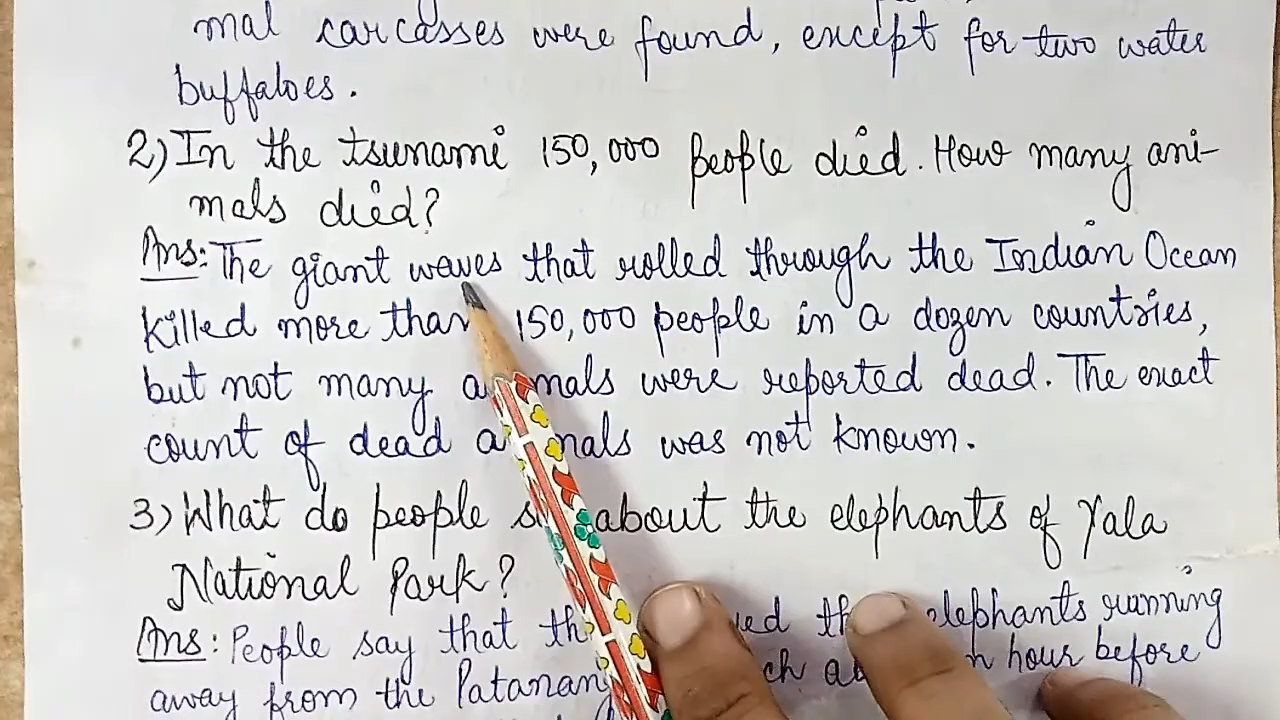 mal carcasses were found, except for two water
buffaloes.
2) In the tsunami 150,000 people died. How many ani-
mals died?
Ans: The giant waves that rolled through the Indian Ocean
killed more than 150,000 people in a dozen countries,
but not many were reported dead. The exact
count of dead was not known.
3) What do people about the elephants of Yala
National Park?
Ans: People say that elephants running
away from the hour before